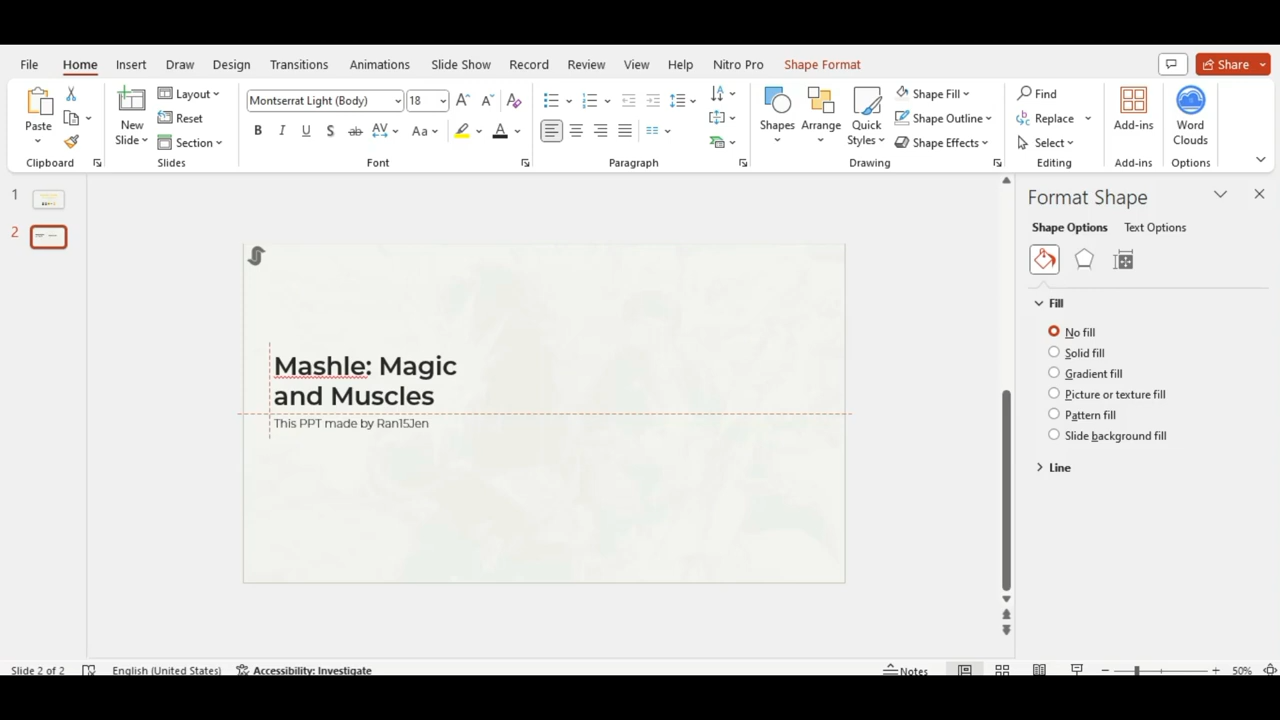 File Home Insert Draw Design Transitions Animations Slide Show Record Review View Help Nitro Pro Shape Format Share
Montserrat Light (Body) 18
Paste
New
Slide
Layout
Reset
Section
B I U S ab AV Aa A
Shapes
Arrange
Quick
Styles
Shape Fill
Shape Outline
Shape Effects
Find
Replace
Select
Add-ins
Word
Clouds
Clipboard Slides Font Paragraph Drawing Editing Add-ins Options
1
2
Mashle: Magic
and Muscles
This PPT made by Ran15Jen
Format Shape
Shape Options Text Options
Fill
No fill
Solid fill
Gradient fill
Picture or texture fill
Pattern fill
Slide background fill
Line
Slide 2 of 2 English (United States) Accessibility: Investigate Notes 50%